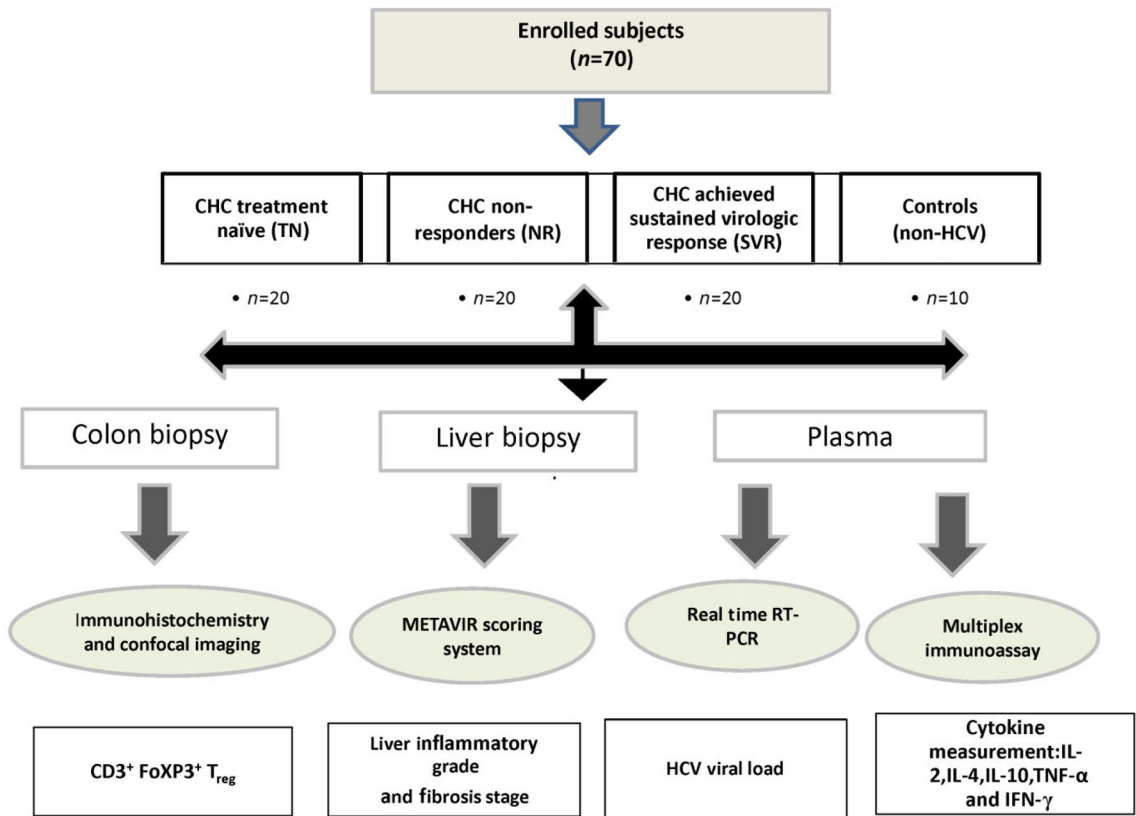 Enrolled subjects
(n=70)
CHC treatment
naïve (TN)
CHC non-
responders (NR)
CHC achieved
sustained virologic
response (SVR)
Controls
(non-HCV)
• n=20
• n=20
• n=20
• n=10
Colon biopsy
Liver biopsy
Plasma
Immunohistochemistry
and confocal imaging
METAVIR scoring
system
Real time RT-
PCR
Multiplex
immunoassay
CD3⁺ FoXP3⁺ Treg
Liver inflammatory
grade
and fibrosis stage
HCV viral load
Cytokine
measurement:IL-
2,IL-4,IL-10,TNF-α
and IFN-γ